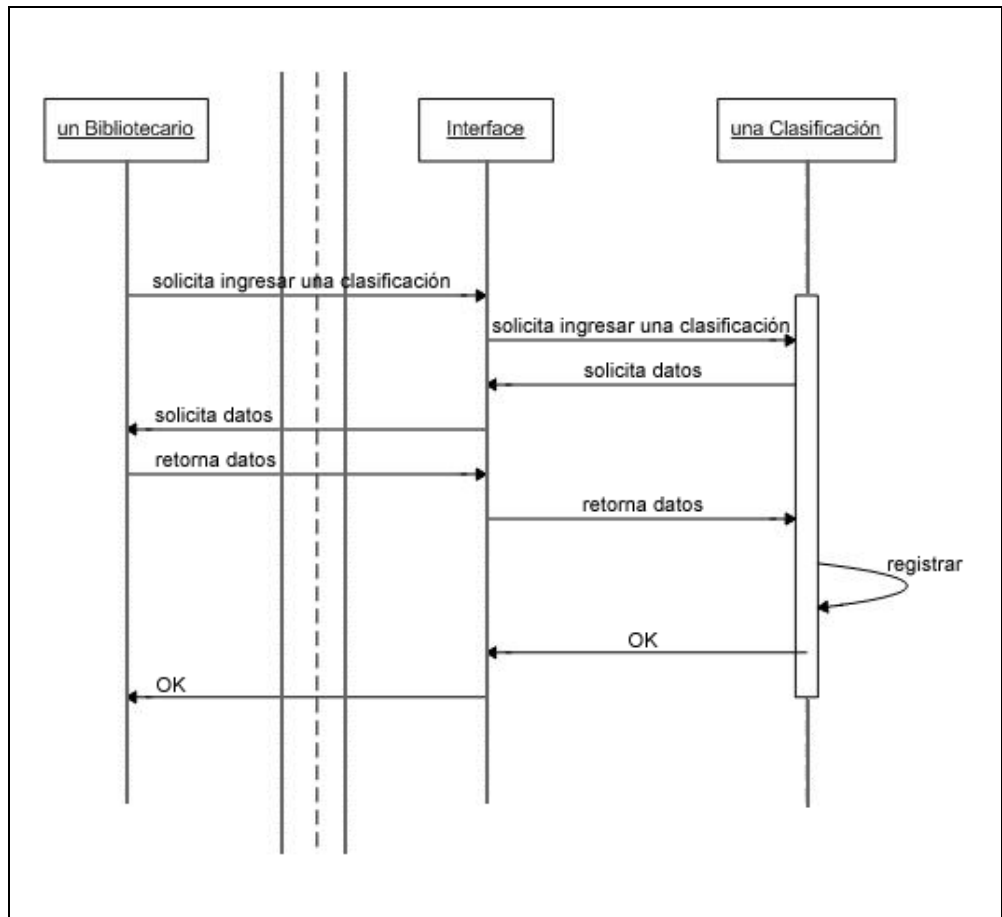 un Bibliotecario
Interface
una Clasificación
solicita ingresar una clasificación
solicita ingresar una clasificación
solicita datos
solicita datos
retorna datos
retorna datos
registrar
OK
OK